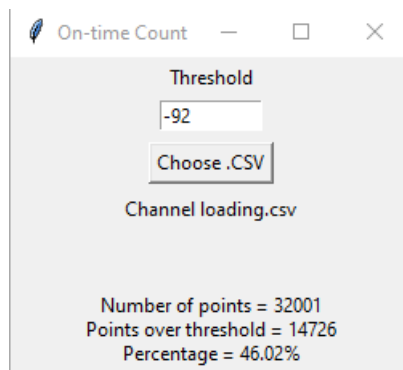 On-time Count
Threshold
-92
Choose .CSV
Channel loading.csv
Number of points = 32001
Points over threshold = 14726
Percentage = 46.02%